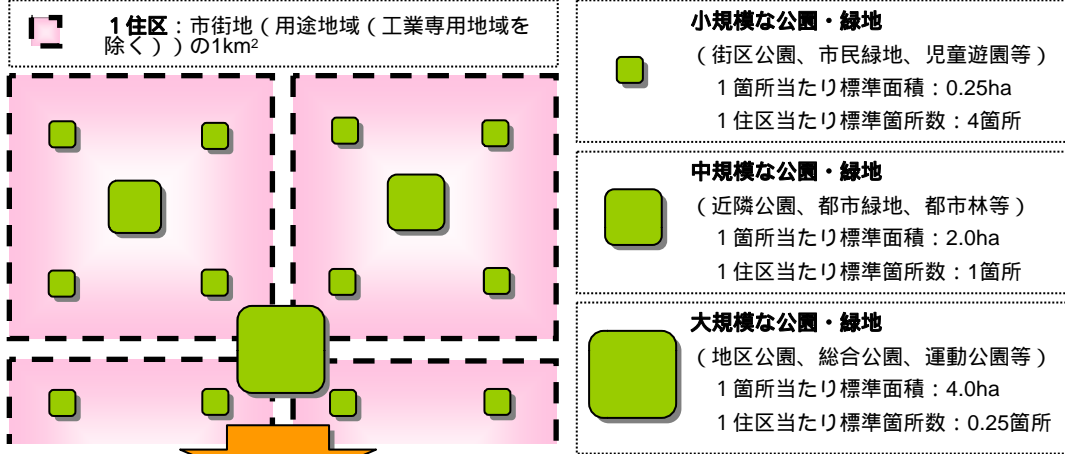 １住区：市街地（用途地域（工業専用地域を
除く））の1km²
小規模な公園・緑地
（街区公園、市民緑地、児童遊園等）
１箇所当たり標準面積：0.25ha
１住区当たり標準箇所数：4箇所
中規模な公園・緑地
（近隣公園、都市緑地、都市林等）
１箇所当たり標準面積：2.0ha
１住区当たり標準箇所数：1箇所
大規模な公園・緑地
（地区公園、総合公園、運動公園等）
１箇所当たり標準面積：4.0ha
１住区当たり標準箇所数：0.25箇所